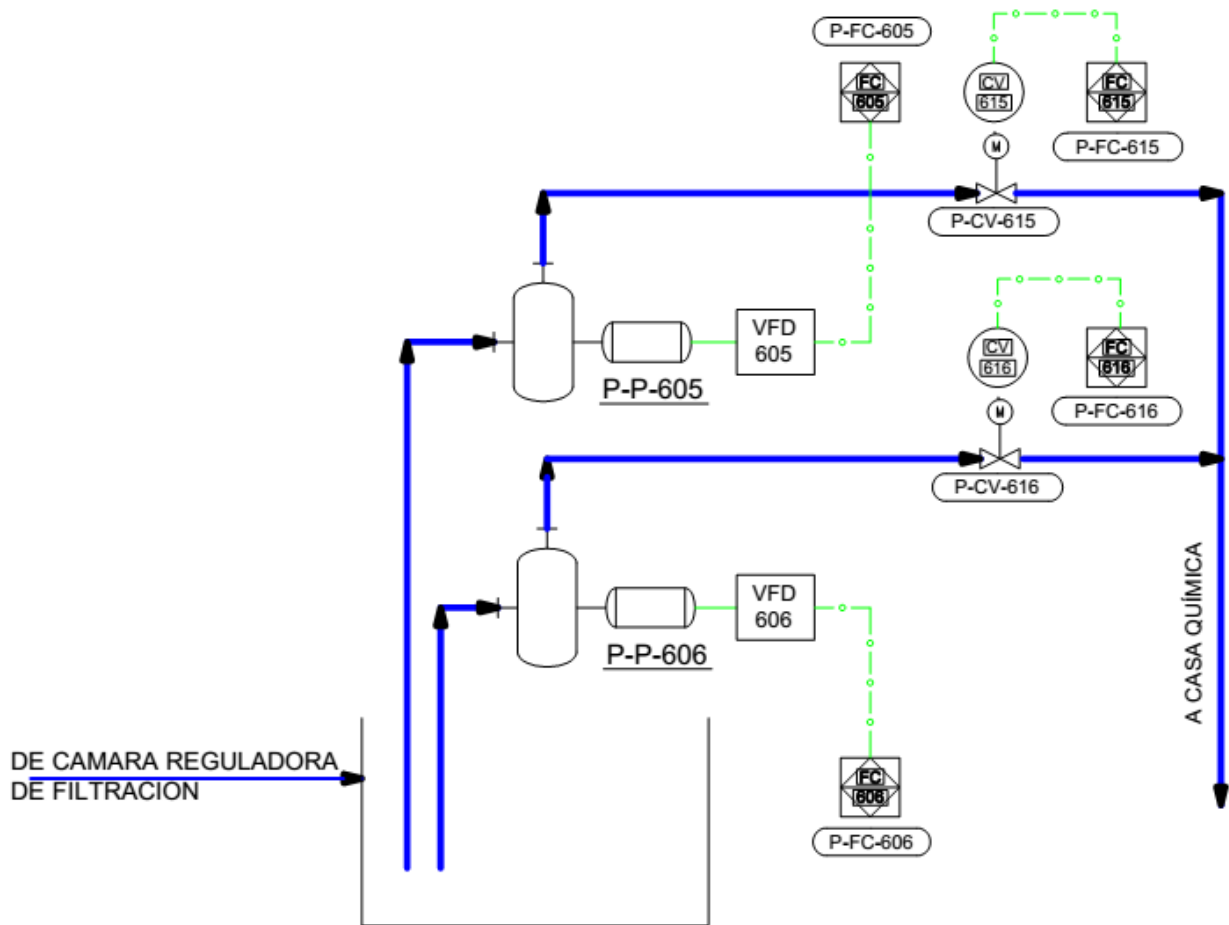 P-FC-605
FC
605
CV
615
FC
615
M
P-FC-615
P-CV-615
VFD
605
P-P-605
CV
616
FC
616
M
P-FC-616
P-CV-616
VFD
606
P-P-606
A CASA QUÍMICA
DE CAMARA REGULADORA
DE FILTRACION
FC
606
P-FC-606